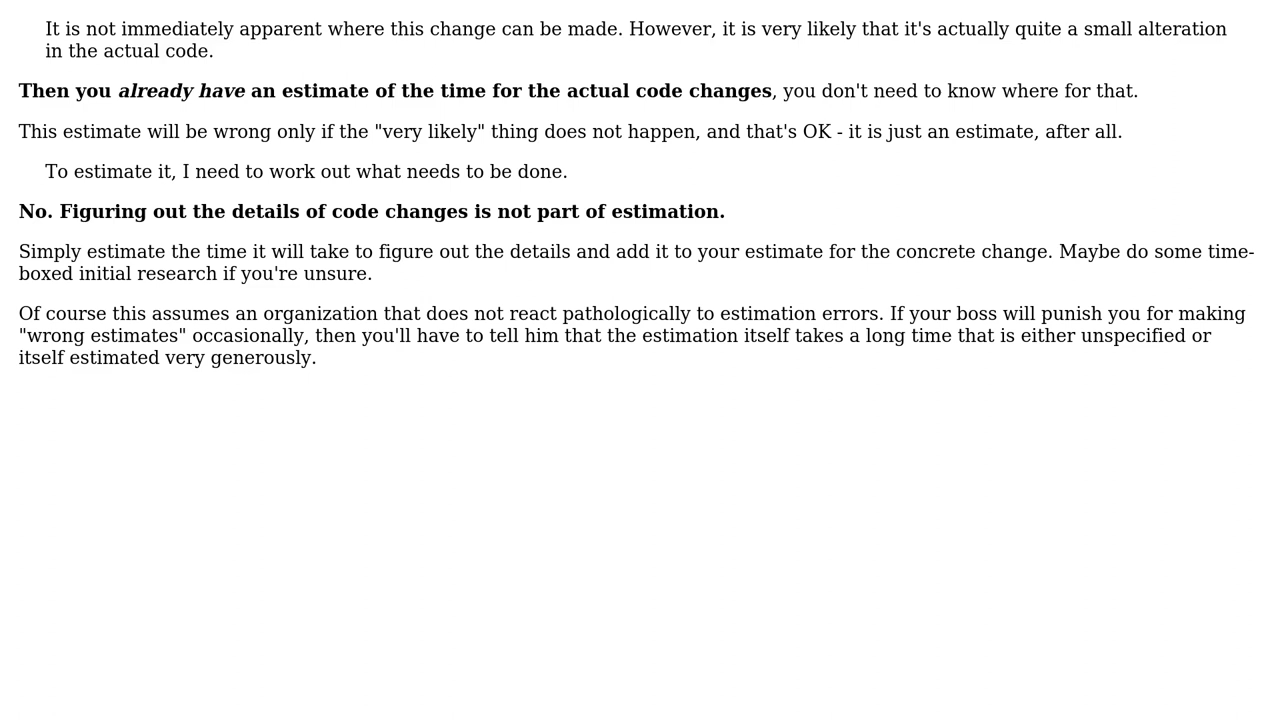 It is not immediately apparent where this change can be made. However, it is very likely that it's actually quite a small alteration
in the actual code.
Then you already have an estimate of the time for the actual code changes, you don't need to know where for that.
This estimate will be wrong only if the "very likely" thing does not happen, and that's OK - it is just an estimate, after all.
To estimate it, I need to work out what needs to be done.
No. Figuring out the details of code changes is not part of estimation.
Simply estimate the time it will take to figure out the details and add it to your estimate for the concrete change. Maybe do some time-
boxed initial research if you're unsure.
Of course this assumes an organization that does not react pathologically to estimation errors. If your boss will punish you for making
"wrong estimates" occasionally, then you'll have to tell him that the estimation itself takes a long time that is either unspecified or
itself estimated very generously.